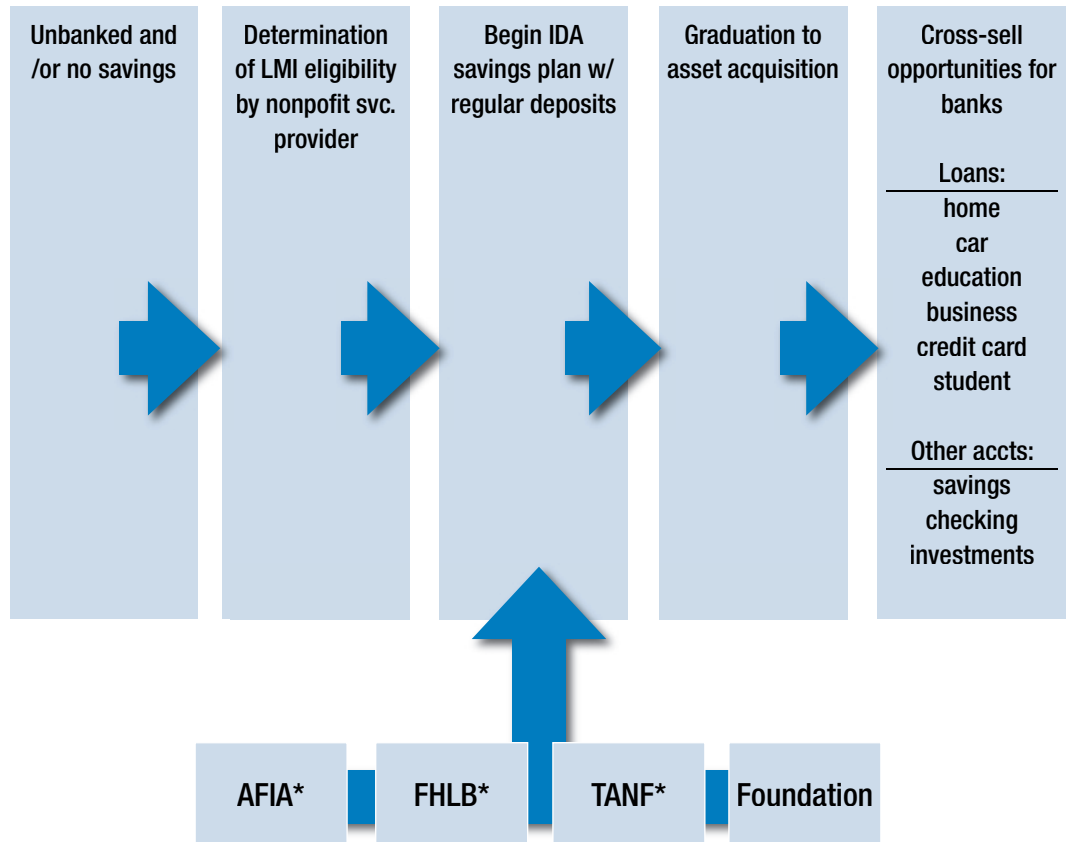 Unbanked and
/or no savings
Determination
of LMI eligibility
by nonpofit svc.
provider
Begin IDA
savings plan w/
regular deposits
Graduation to
asset acquisition
Cross-sell
opportunities for
banks
Loans:
home
car
education
business
credit card
student
Other accts:
savings
checking
investments
AFIA*
FHLB*
TANF*
Foundation